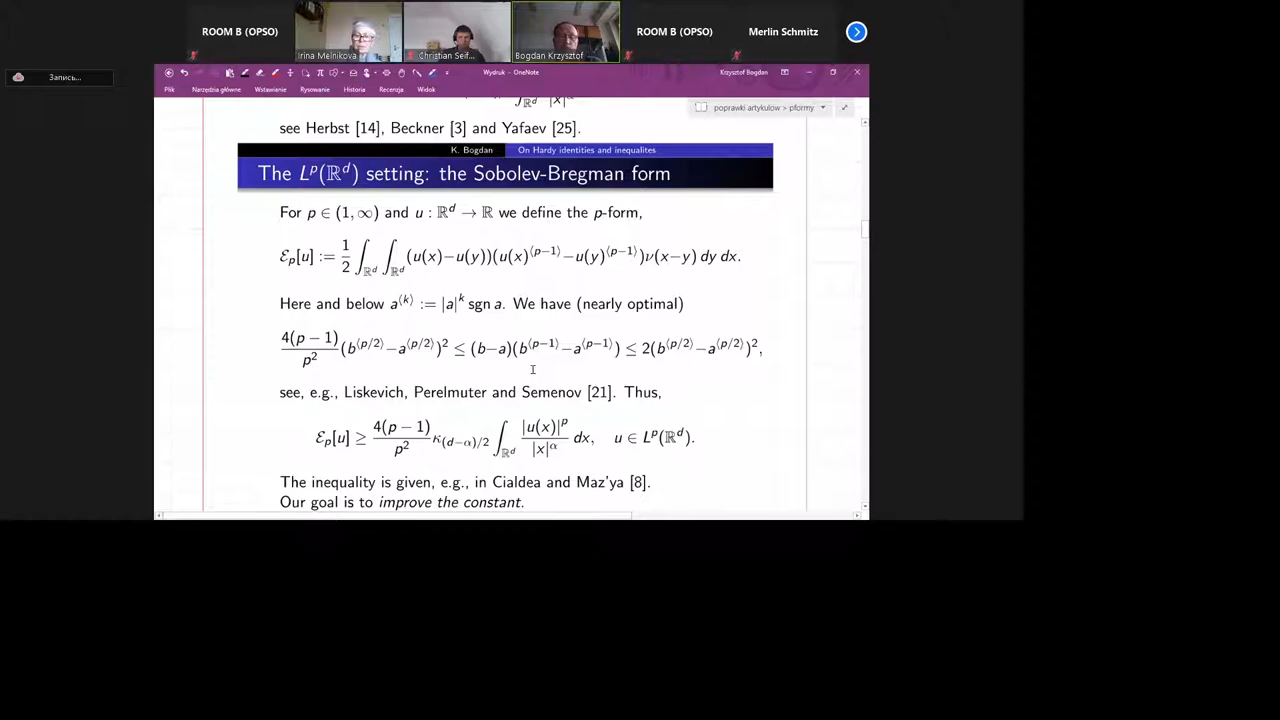 ROOM B (OPSO)
Irina Melnikova
Christian Seif...
Bogdan Krzysztof
ROOM B (OPSO)
Merlin Schmitz
Запись...
Wydruk - OneNote
Krzysztof Bogdan
Plik Narzędzia główne Wstawianie Rysowanie Historia Recenzja Widok
poprawki artykulow > pformy
∫_{ℝ^d} |x|^α
see Herbst [14], Beckner [3] and Yafaev [25].
K. Bogdan On Hardy identities and inequalites
The L^p(ℝ^d) setting: the Sobolev-Bregman form
For p ∈ (1, ∞) and u : ℝ^d → ℝ we define the p-form,
ℰ_p[u] := 1/2 ∫_{ℝ^d} ∫_{ℝ^d} (u(x)−u(y))(u(x)^{⟨p−1⟩}−u(y)^{⟨p−1⟩})ν(x−y) dy dx.
Here and below a^{⟨k⟩} := |a|^k sgn a. We have (nearly optimal)
4(p − 1)/p² (b^{⟨p/2⟩}−a^{⟨p/2⟩})² ≤ (b−a)(b^{⟨p−1⟩}−a^{⟨p−1⟩}) ≤ 2(b^{⟨p/2⟩}−a^{⟨p/2⟩})²,
see, e.g., Liskevich, Perelmuter and Semenov [21]. Thus,
ℰ_p[u] ≥ 4(p − 1)/p² κ_{(d−α)/2} ∫_{ℝ^d} |u(x)|^p/|x|^α dx, u ∈ L^p(ℝ^d).
The inequality is given, e.g., in Cialdea and Maz'ya [8].
Our goal is to improve the constant.